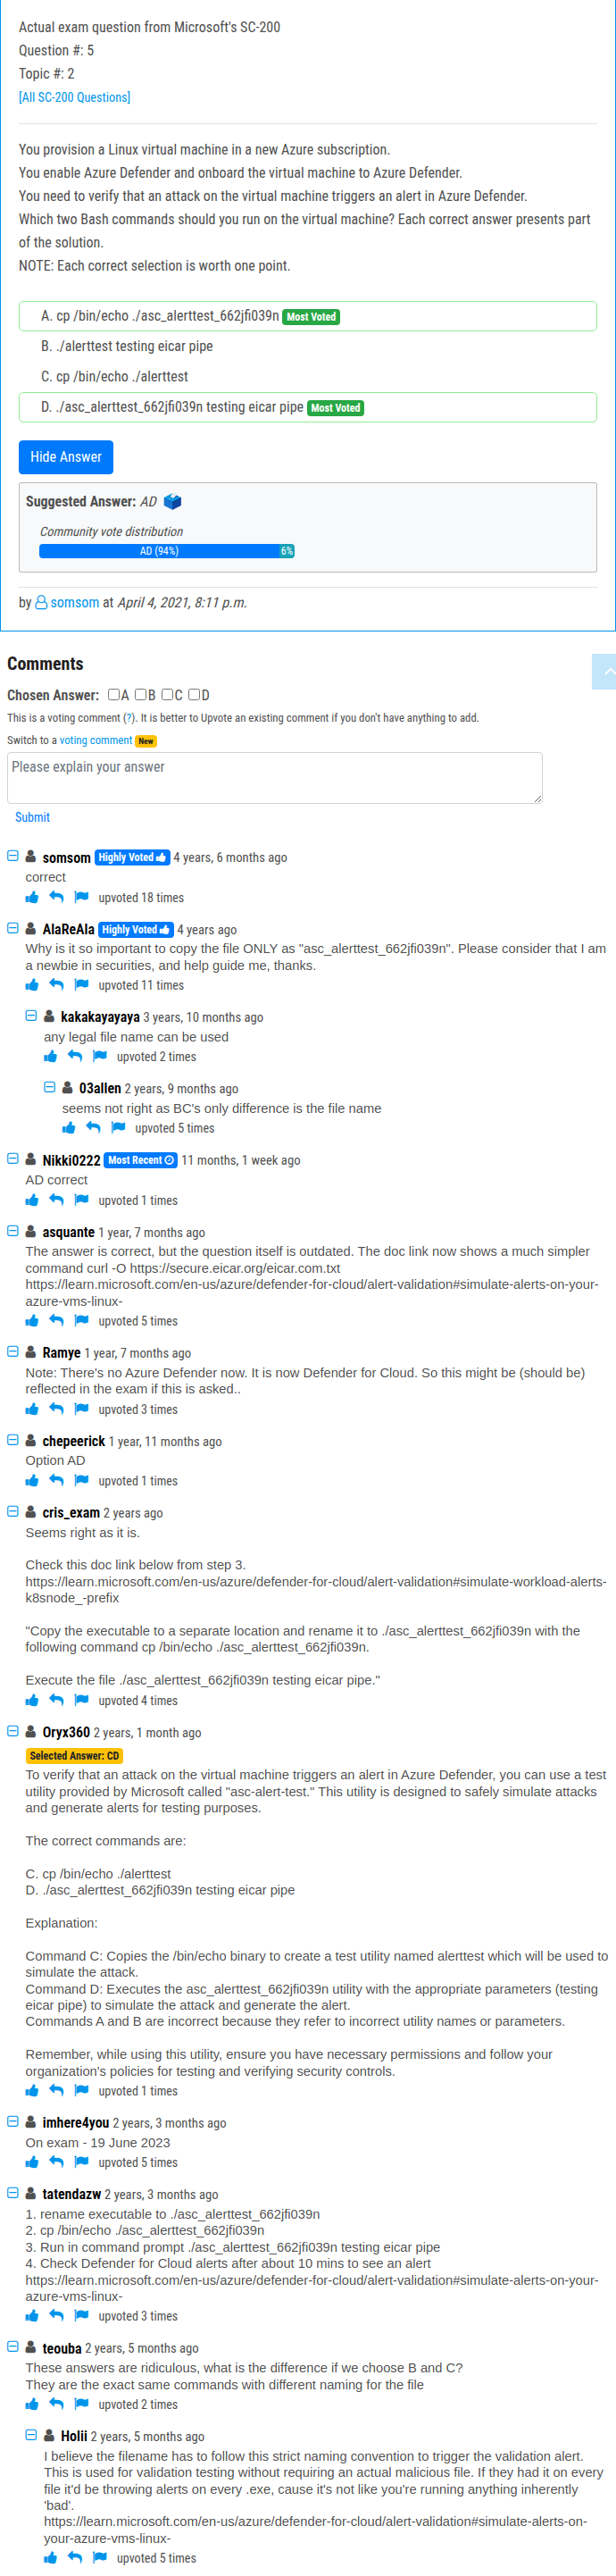 Actual exam question from Microsoft's SC-200
Question #: 5
Topic #: 2
[All SC-200 Questions]
You provision a Linux virtual machine in a new Azure subscription.
You enable Azure Defender and onboard the virtual machine to Azure Defender.
You need to verify that an attack on the virtual machine triggers an alert in Azure Defender.
Which two Bash commands should you run on the virtual machine? Each correct answer presents part
of the solution.
NOTE: Each correct selection is worth one point.
A. cp /bin/echo ./asc_alerttest_662jfi039n Most Voted
B. ./alerttest testing eicar pipe
C. cp /bin/echo ./alerttest
D. ./asc_alerttest_662jfi039n testing eicar pipe Most Voted
Hide Answer
Suggested Answer: AD
Community vote distribution
AD (94%) 6%
by somsom at April 4, 2021, 8:11 p.m.
Comments
Chosen Answer: A B C D
This is a voting comment (?). It is better to Upvote an existing comment if you don't have anything to add.
Switch to a voting comment New
Please explain your answer
Submit
somsom Highly Voted 4 years, 6 months ago
correct
upvoted 18 times
AlaReAla Highly Voted 4 years ago
Why is it so important to copy the file ONLY as "asc_alerttest_662jfi039n". Please consider that I am
a newbie in securities, and help guide me, thanks.
upvoted 11 times
kakakayayaya 3 years, 10 months ago
any legal file name can be used
upvoted 2 times
03allen 2 years, 9 months ago
seems not right as BC's only difference is the file name
upvoted 5 times
Nikki0222 Most Recent 11 months, 1 week ago
AD correct
upvoted 1 times
asquante 1 year, 7 months ago
The answer is correct, but the question itself is outdated. The doc link now shows a much simpler
command curl -O https://secure.eicar.org/eicar.com.txt
https://learn.microsoft.com/en-us/azure/defender-for-cloud/alert-validation#simulate-alerts-on-your-
azure-vms-linux-
upvoted 5 times
Ramye 1 year, 7 months ago
Note: There's no Azure Defender now. It is now Defender for Cloud. So this might be (should be)
reflected in the exam if this is asked..
upvoted 3 times
chepeerick 1 year, 11 months ago
Option AD
upvoted 1 times
cris_exam 2 years ago
Seems right as it is.
Check this doc link below from step 3.
https://learn.microsoft.com/en-us/azure/defender-for-cloud/alert-validation#simulate-workload-alerts-
k8snode_-prefix
"Copy the executable to a separate location and rename it to ./asc_alerttest_662jfi039n with the
following command cp /bin/echo ./asc_alerttest_662jfi039n.
Execute the file ./asc_alerttest_662jfi039n testing eicar pipe."
upvoted 4 times
Oryx360 2 years, 1 month ago
Selected Answer: CD
To verify that an attack on the virtual machine triggers an alert in Azure Defender, you can use a test
utility provided by Microsoft called "asc-alert-test." This utility is designed to safely simulate attacks
and generate alerts for testing purposes.
The correct commands are:
C. cp /bin/echo ./alerttest
D. ./asc_alerttest_662jfi039n testing eicar pipe
Explanation:
Command C: Copies the /bin/echo binary to create a test utility named alerttest which will be used to
simulate the attack.
Command D: Executes the asc_alerttest_662jfi039n utility with the appropriate parameters (testing
eicar pipe) to simulate the attack and generate the alert.
Commands A and B are incorrect because they refer to incorrect utility names or parameters.
Remember, while using this utility, ensure you have necessary permissions and follow your
organization's policies for testing and verifying security controls.
upvoted 1 times
imhere4you 2 years, 3 months ago
On exam - 19 June 2023
upvoted 5 times
tatendazw 2 years, 3 months ago
1. rename executable to ./asc_alerttest_662jfi039n
2. cp /bin/echo ./asc_alerttest_662jfi039n
3. Run in command prompt ./asc_alerttest_662jfi039n testing eicar pipe
4. Check Defender for Cloud alerts after about 10 mins to see an alert
https://learn.microsoft.com/en-us/azure/defender-for-cloud/alert-validation#simulate-alerts-on-your-
azure-vms-linux-
upvoted 3 times
teouba 2 years, 5 months ago
These answers are ridiculous, what is the difference if we choose B and C?
They are the exact same commands with different naming for the file
upvoted 2 times
Holii 2 years, 5 months ago
I believe the filename has to follow this strict naming convention to trigger the validation alert.
This is used for validation testing without requiring an actual malicious file. If they had it on every
file it'd be throwing alerts on every .exe, cause it's not like you're running anything inherently
'bad'.
https://learn.microsoft.com/en-us/azure/defender-for-cloud/alert-validation#simulate-alerts-on-
your-azure-vms-linux-
upvoted 5 times